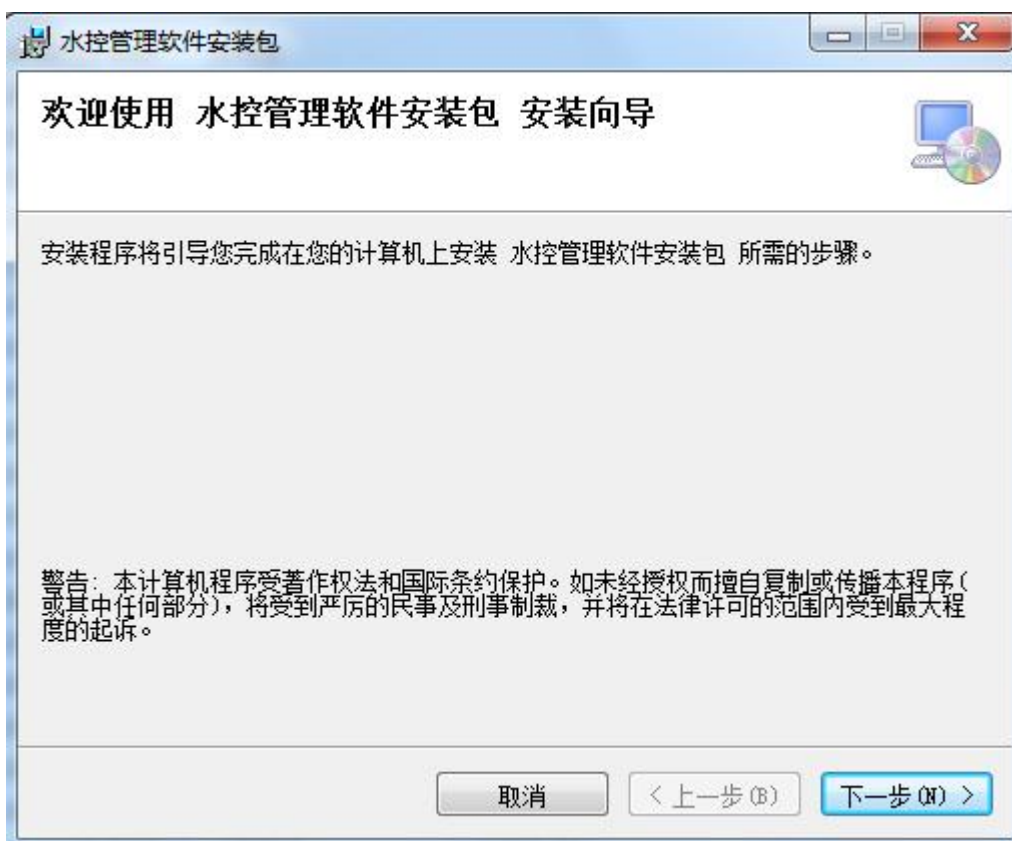 水控管理软件安装包
欢迎使用 水控管理软件安装包 安装向导
安装程序将引导您完成在您的计算机上安装 水控管理软件安装包 所需的步骤。
警告: 本计算机程序受著作权法和国际条约保护。如未经授权而擅自复制或传播本程序(
或其中任何部分), 将受到严厉的民事及刑事制裁, 并将在法律许可的范围内受到最大程
度的起诉。
取消 < 上一步(B) 下一步(N) >